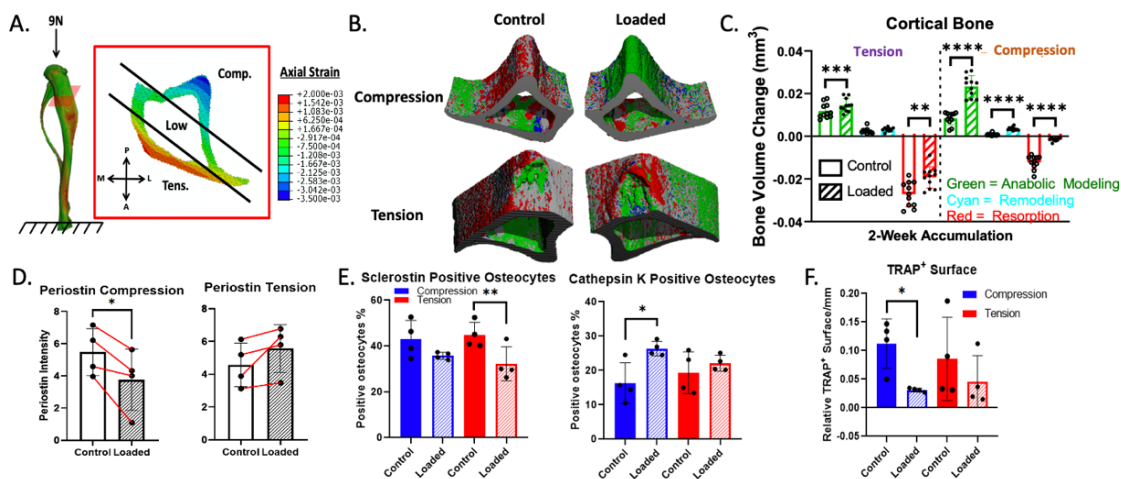 A.
9N
Comp.
Low
Tens.
P
M
L
A
Axial Strain
+2.000e-03
+1.542e-03
+1.083e-03
+6.250e-04
+1.667e-04
-2.917e-04
-7.500e-04
-1.208e-03
-1.667e-03
-2.125e-03
-2.583e-03
-3.042e-03
-3.500e-03
B.
Control
Loaded
Compression
Tension
C.
Cortical Bone
Bone Volume Change (mm³)
0.04
0.02
0.00
-0.02
-0.04
Tension
Compression
***
**
****
****
****
Control
Loaded
Green = Anabolic Modeling
Cyan = Remodeling
Red = Resorption
2-Week Accumulation
D.
Periostin Compression
Periostin Intensity
8
6
4
2
0
*
Control
Loaded
Periostin Tension
8
6
4
2
0
Control
Loaded
E.
Sclerostin Positive Osteocytes
Compression
Tension
Positive osteocytes %
60
40
20
0
**
Control
Loaded
Control
Loaded
Cathepsin K Positive Osteocytes
Positive osteocytes %
40
30
20
10
0
*
Control
Loaded
Control
Loaded
F.
TRAP⁺ Surface
Compression
Tension
Relative TRAP⁺ Surface/mm
0.20
0.15
0.10
0.05
0.00
-0.05
*
Control
Loaded
Control
Loaded